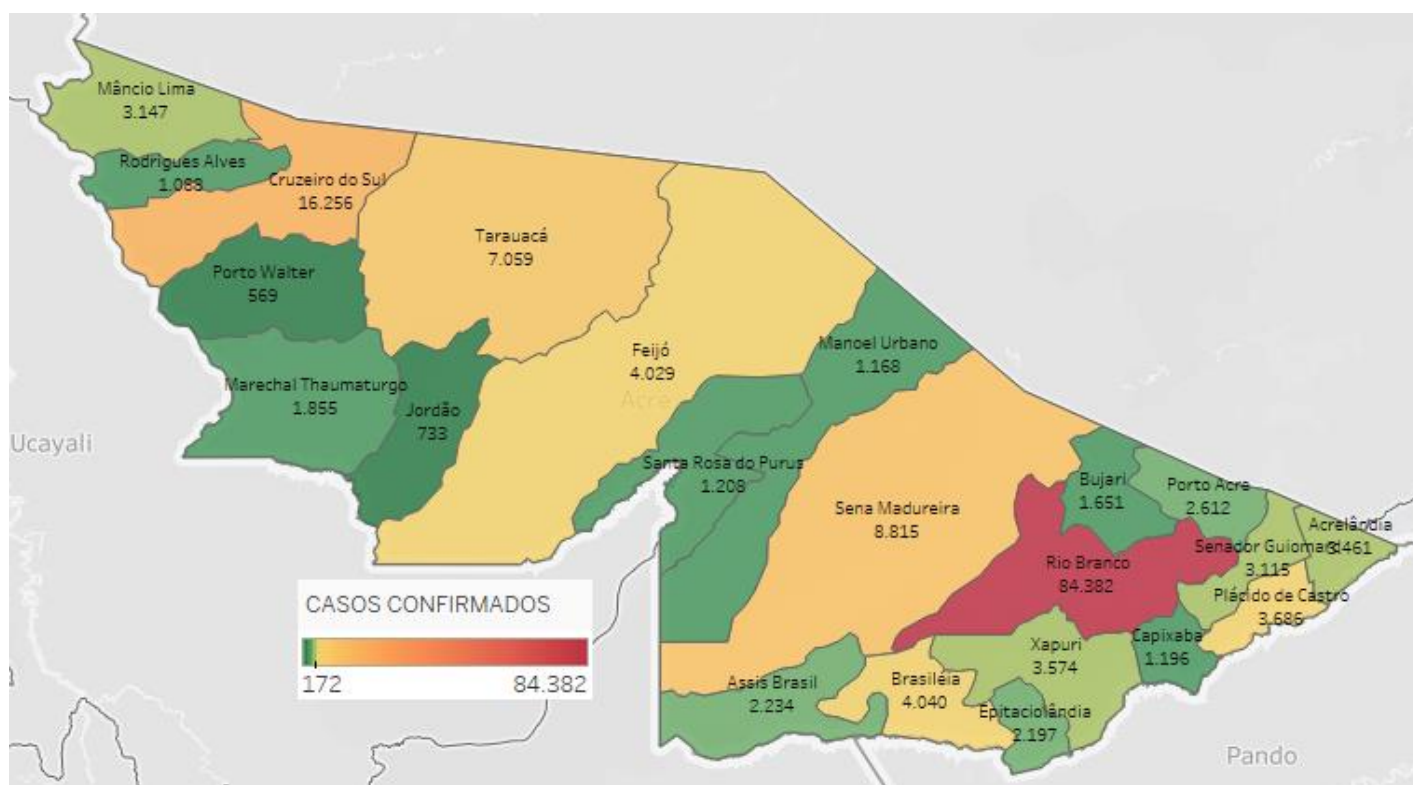 Mâncio Lima
3.147
Rodrigues Alves
Cruzeiro do Sul
16.256
Tarauacá
7.059
Porto Walter
569
Feijó
4.029
Acre
Manoel Urbano
1.168
Marechal Thaumaturgo
1.855
Jordão
733
Ucayali
Santa Rosa do Purus
1.208
Sena Madureira
8.815
Bujari
1.651
Porto Acre
2.612
Acrelândia
3.461
Senador Guiomard
3.115
Rio Branco
84.382
Plácido de Castro
3.686
CASOS CONFIRMADOS
172
84.382
Capixaba
1.196
Xapuri
3.574
Assis Brasil
2.234
Brasiléia
4.040
Epitaciolândia
2.197
Pando